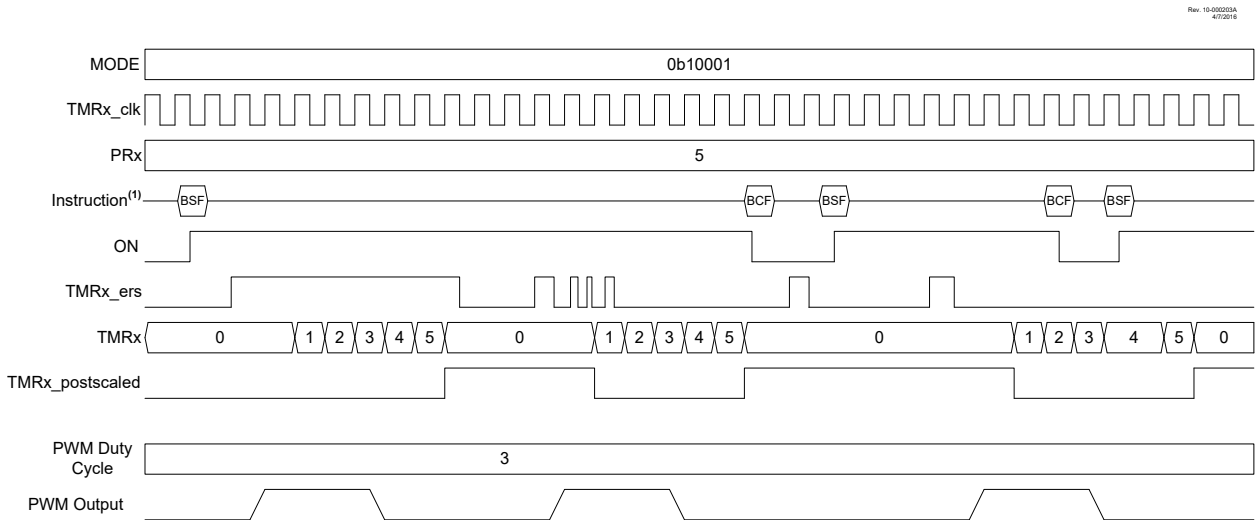 Rev. 10-000203A
4/7/2016
MODE 0b10001
TMRx_clk
PRx 5
Instruction(1) BSF BCF BSF BCF BSF
ON
TMRx_ers
TMRx 0 1 2 3 4 5 0 1 2 3 4 5 0 1 2 3 4 5 0
TMRx_postscaled
PWM Duty
Cycle 3
PWM Output